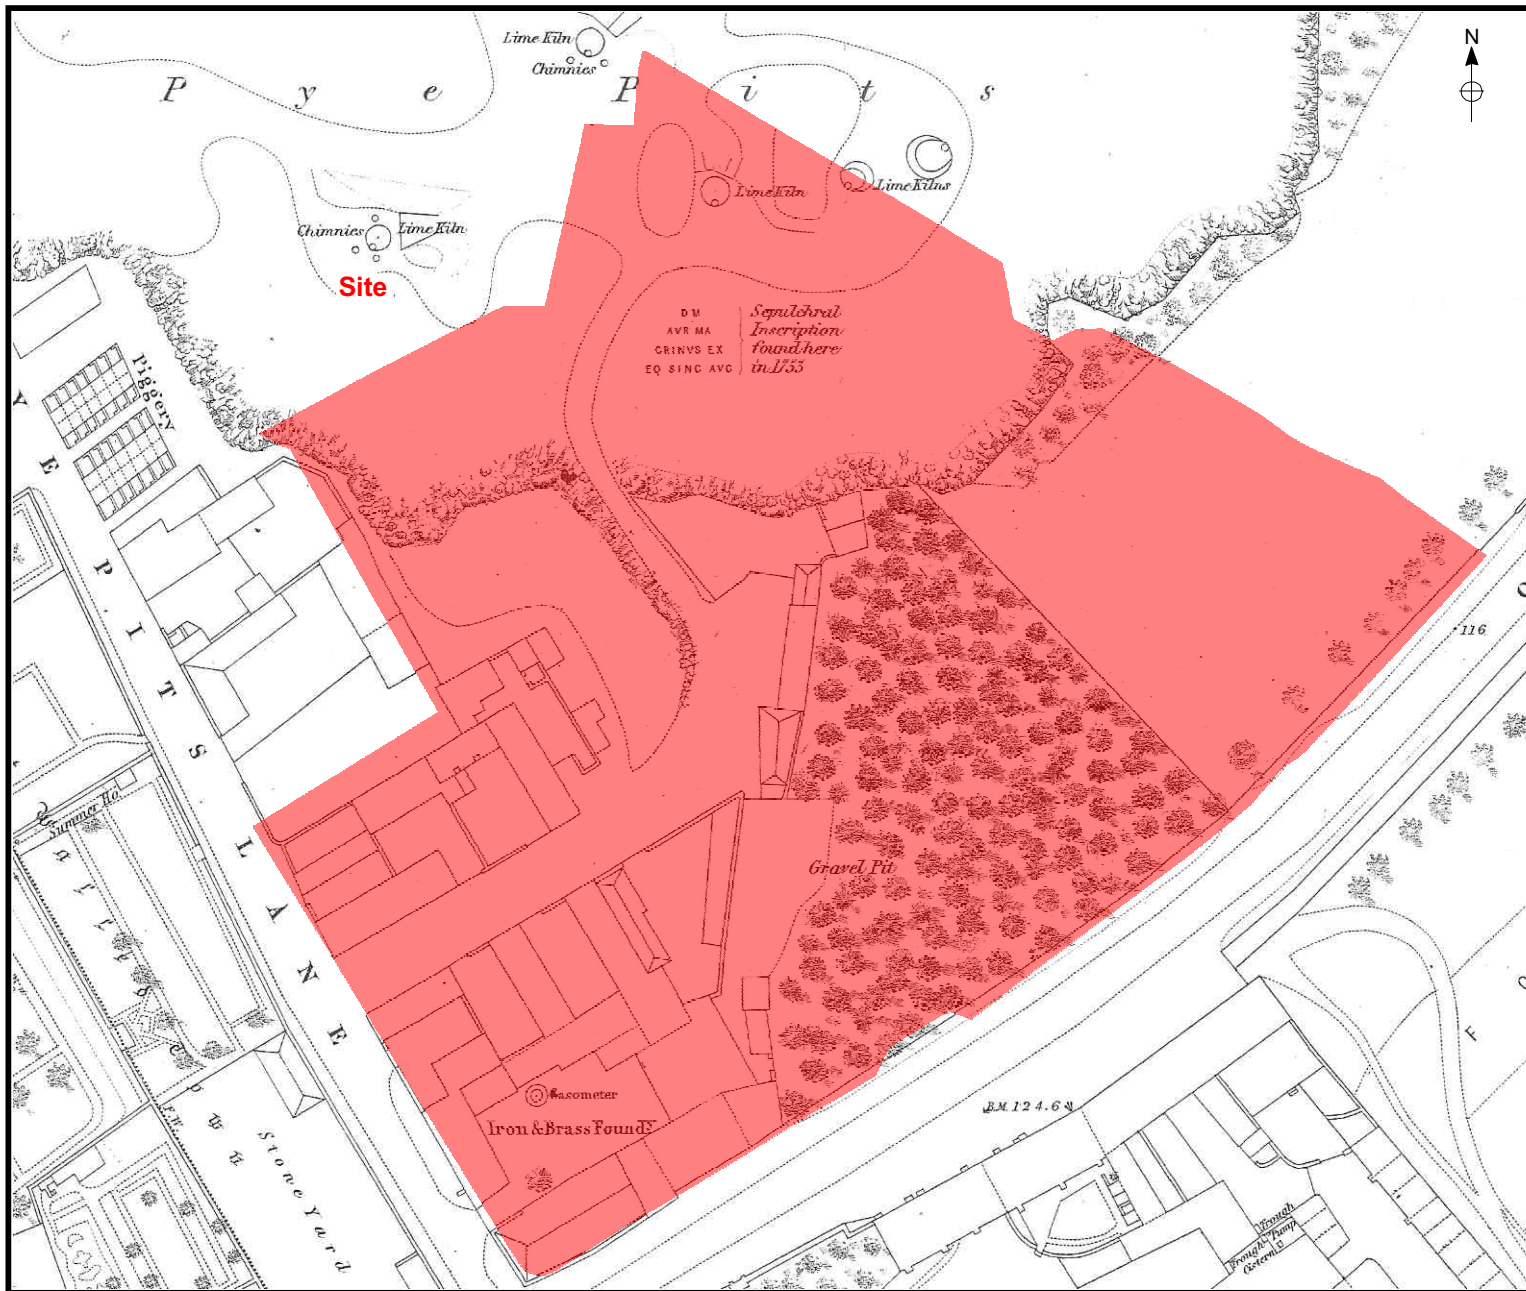 N
Lime Kiln
Chimnies
Pye Pits
Lime Kiln
Lime Kilns
Chimnies
Lime Kiln
Site
D M
AVR MA
CRINVS EX
EQ SING AVG
Sepulchral
Inscription
found here
in 1753
Piggery
YE PITS LANE
116
Summer Ho.
Gravel Pit
Gasometer
Iron & Brass Foundy
B.M. 124.6
Stone Yard
F.W.
F
Trough
Trough Pump
Cistern